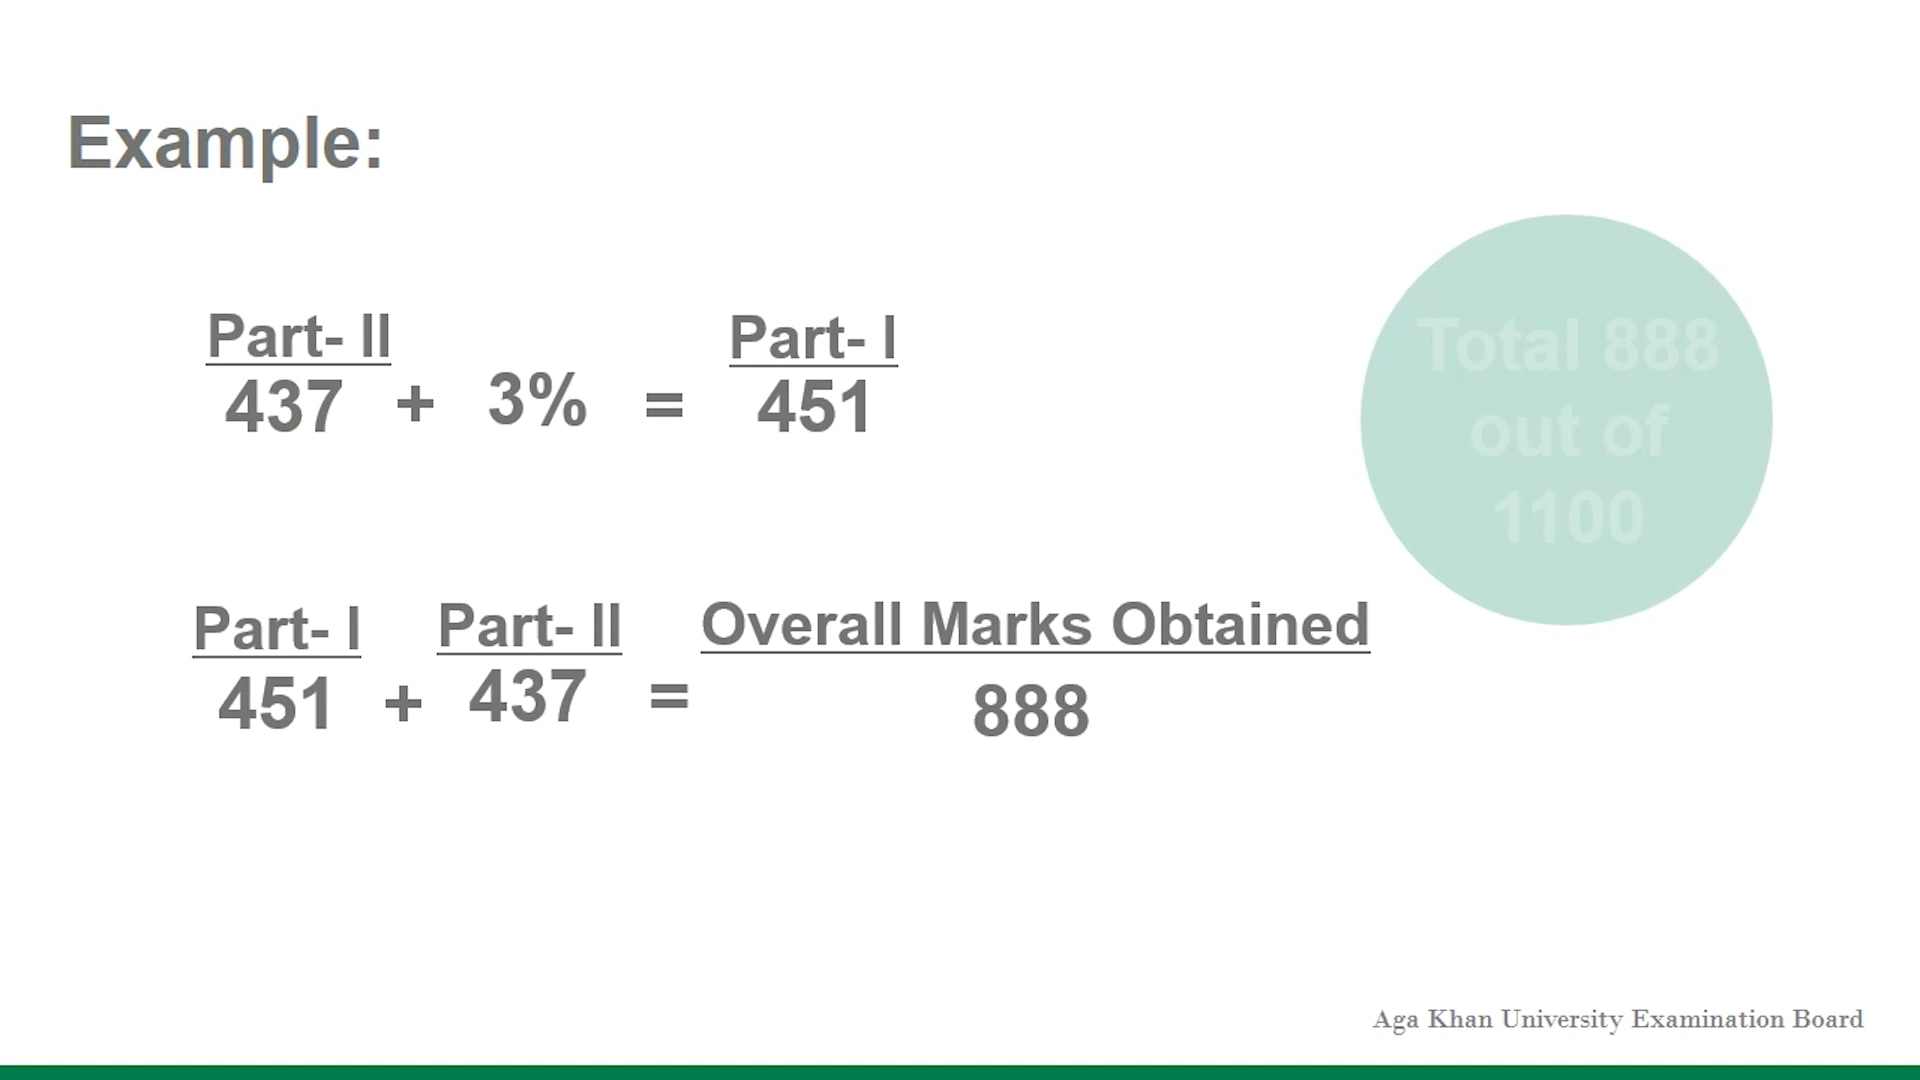 Example:
Part- II
437 + 3% =
Part- I
451
Total 888
out of
1100
Part- I
451 +
Part- II
437 =
Overall Marks Obtained
888
Aga Khan University Examination Board